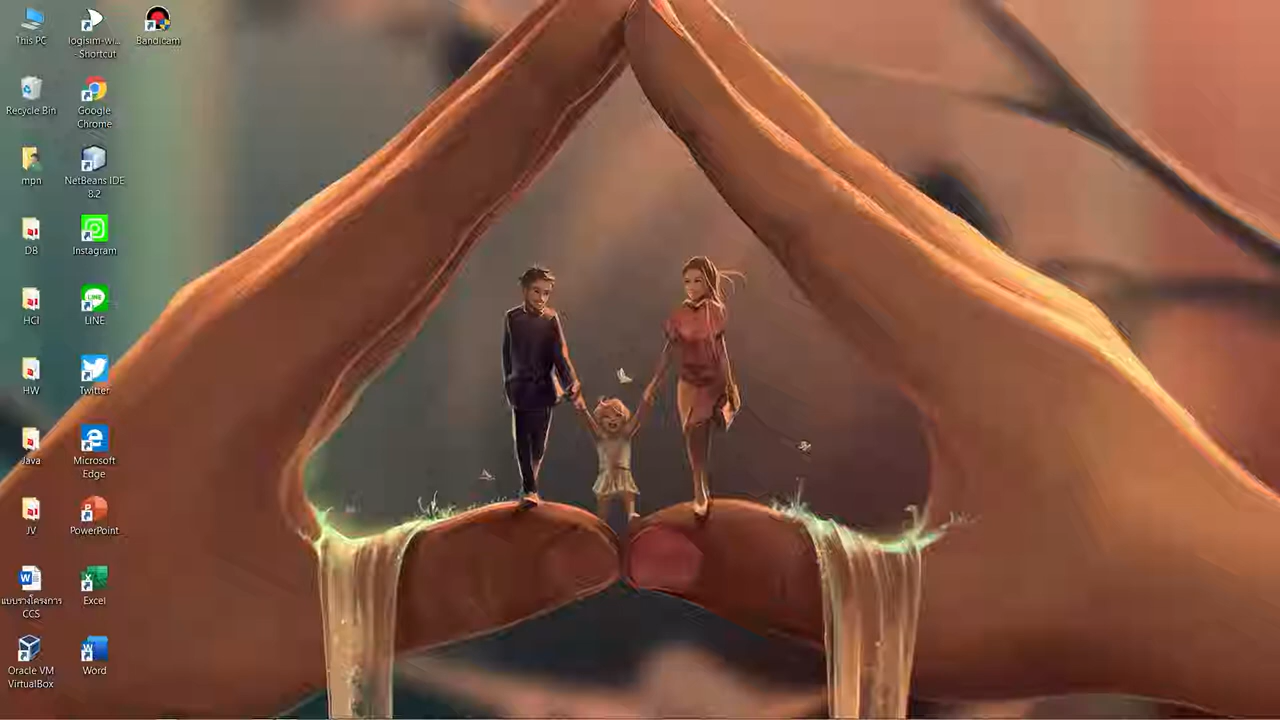 This PC
logisim-wi...
- Shortcut
Bandicam
Recycle Bin
Google
Chrome
mpn
NetBeans IDE
8.2
DB
Instagram
HCI
LINE
HW
Twitter
Java
Microsoft
Edge
JV
PowerPoint
แบบร่างโครงการ
CCS
Excel
Oracle VM
VirtualBox
Word